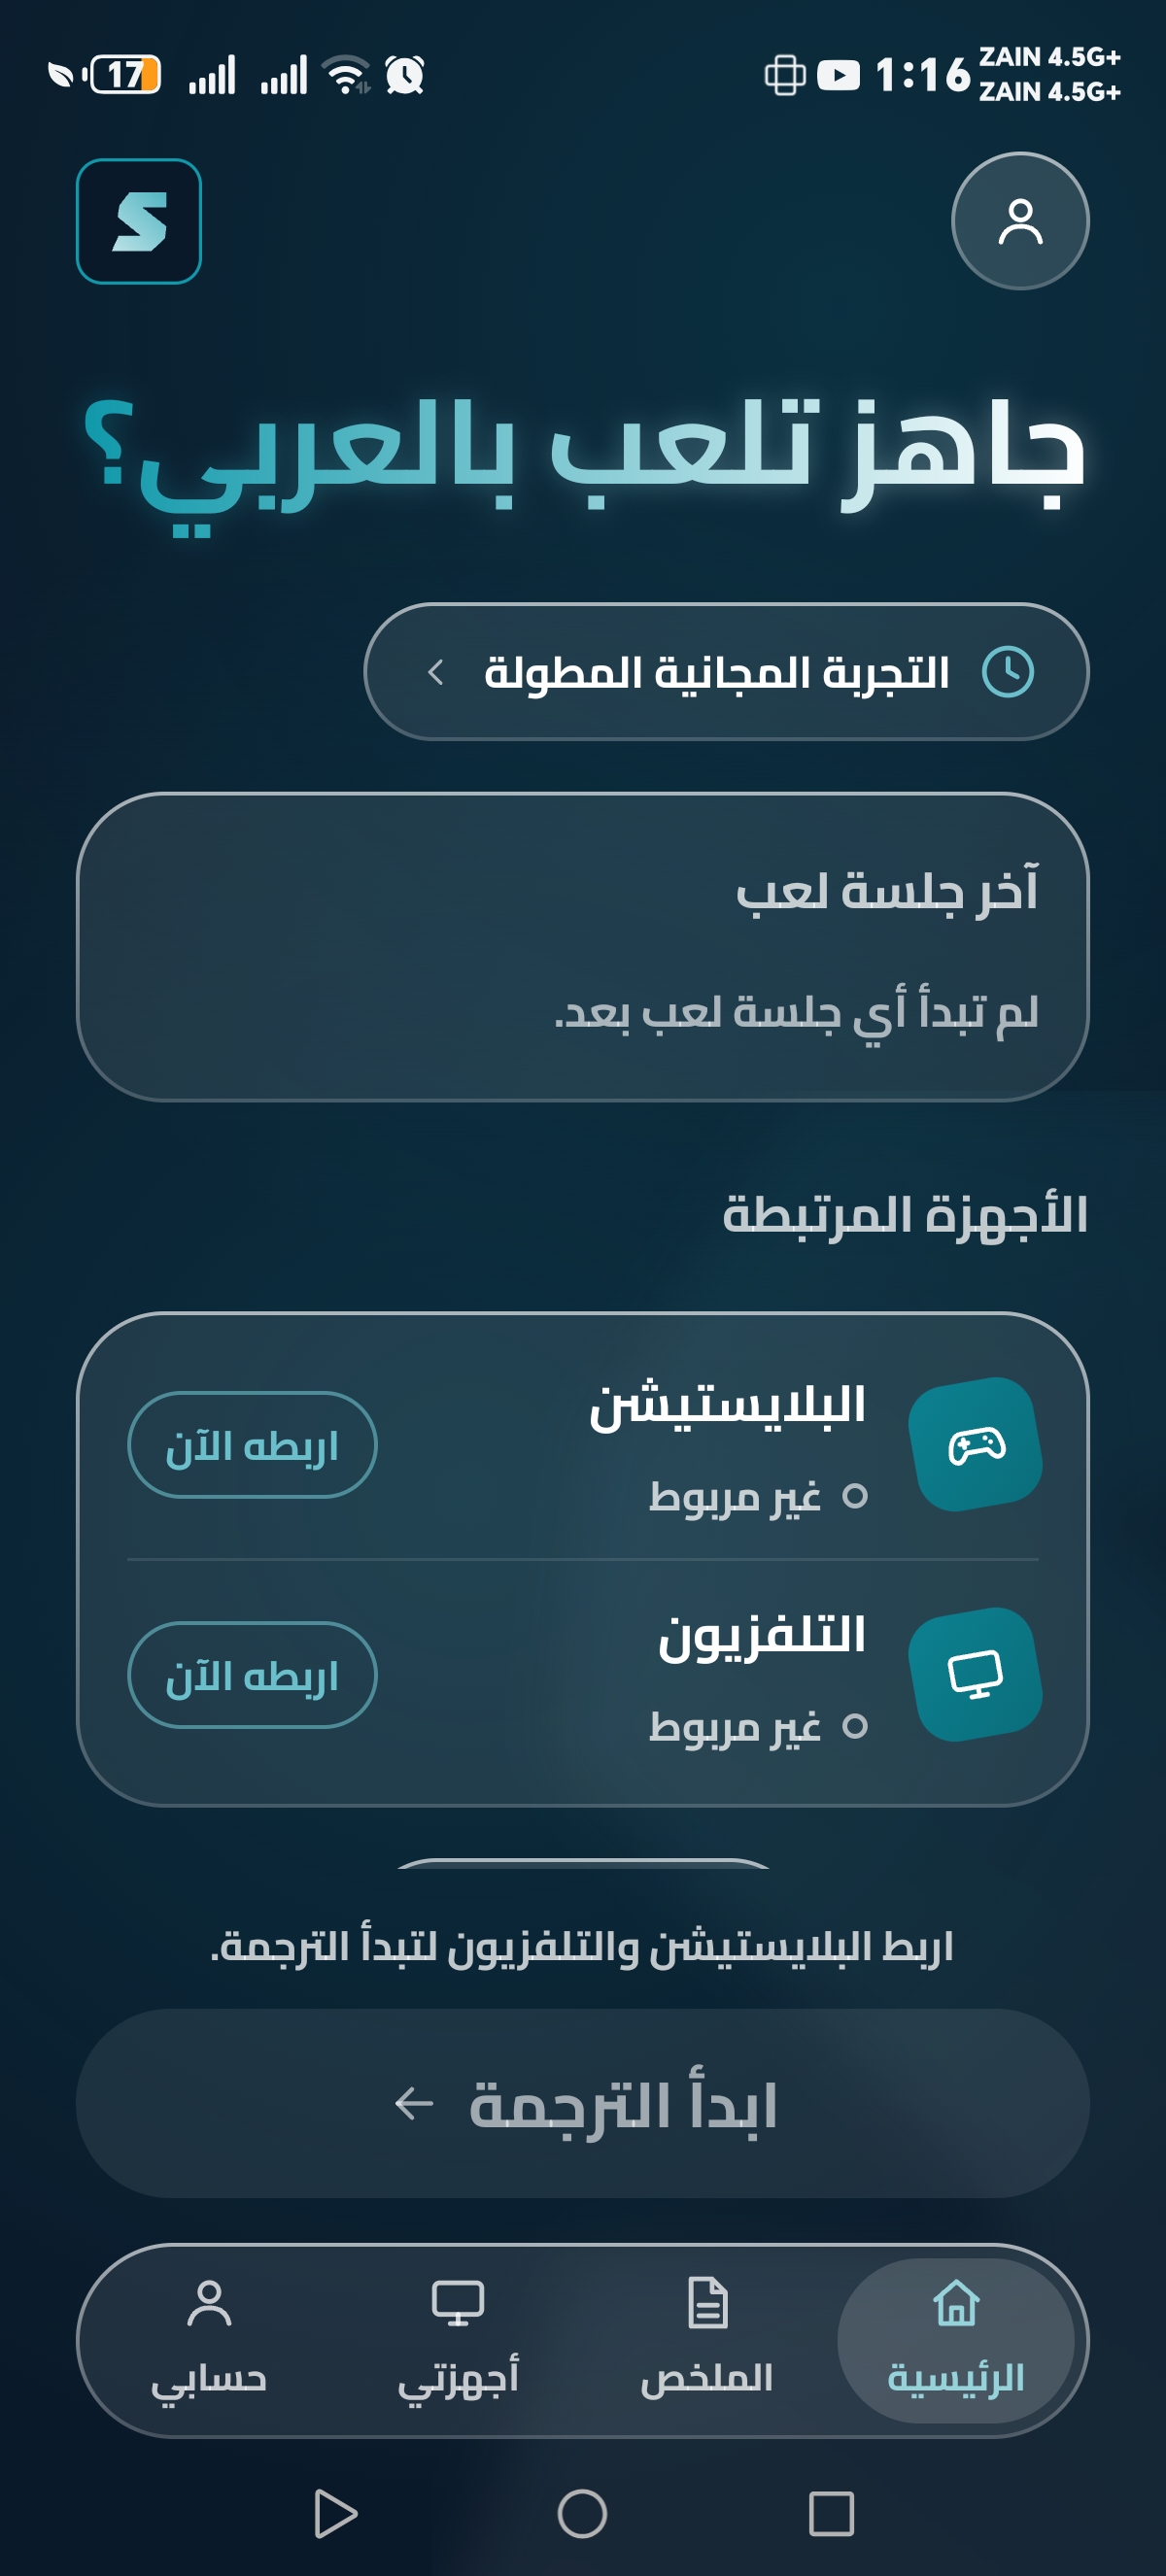 17
1:16
ZAIN 4.5G+
ZAIN 4.5G+
S
جاهز تلعب بالعربي؟
التجربة المجانية المطولة
آخر جلسة لعب
لم تبدأ أي جلسة لعب بعد.
الأجهزة المرتبطة
البلايستيشن
غير مربوط
اربطه الآن
التلفزيون
غير مربوط
اربطه الآن
اربط البلايستيشن والتلفزيون لتبدأ الترجمة.
ابدأ الترجمة
الرئيسية
الملخص
أجهزتي
حسابي